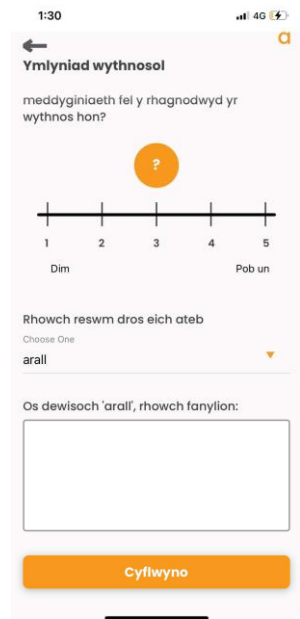 1:30
4G
a
Ymlyniad wythnosol
meddyginiaeth fel y rhagnodwyd yr
wythnos hon?
?
1 2 3 4 5
Dim Pob un
Rhowch reswm dros eich ateb
Choose One
arall
Os dewisoch 'arall', rhowch fanylion:
Cyflwyno